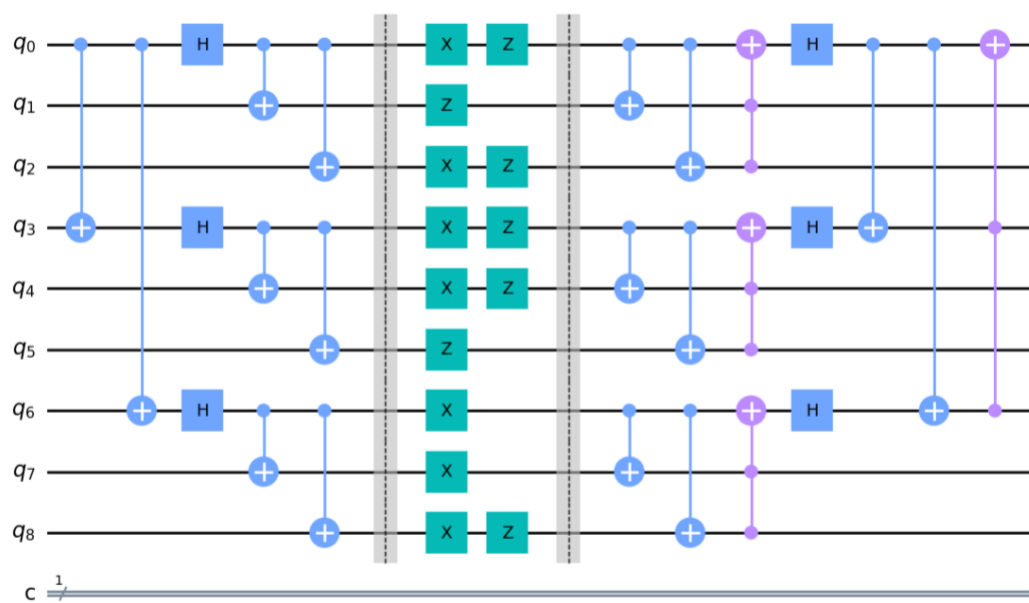 q0 H X Z H
q1 Z
q2 X Z
q3 H X Z H
q4 X Z
q5 Z
q6 H X H
q7 X
q8 X Z
1
c